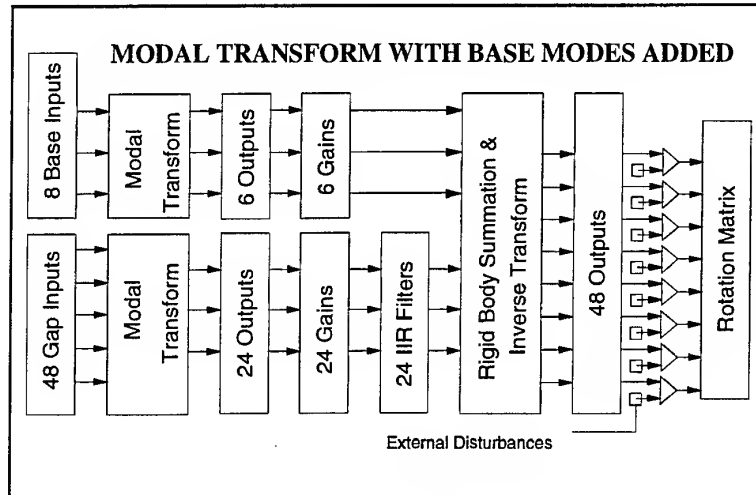 MODAL TRANSFORM WITH BASE MODES ADDED
8 Base Inputs
Modal
Transform
6 Outputs
6 Gains
48 Gap Inputs
Modal
Transform
24 Outputs
24 Gains
24 IIR Filters
Rigid Body Summation &
Inverse Transform
48 Outputs
Rotation Matrix
External Disturbances